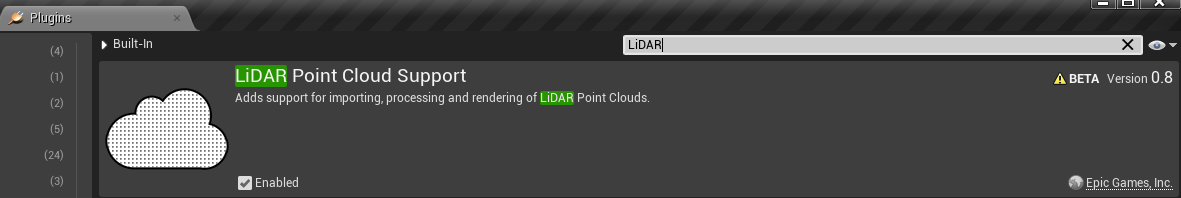 Plugins
(4)
Built-In
LiDAR
(1)
LiDAR Point Cloud Support
BETA Version 0.8
(2)
Adds support for importing, processing and rendering of LiDAR Point Clouds.
(5)
(24)
(3)
Enabled
Epic Games, Inc.